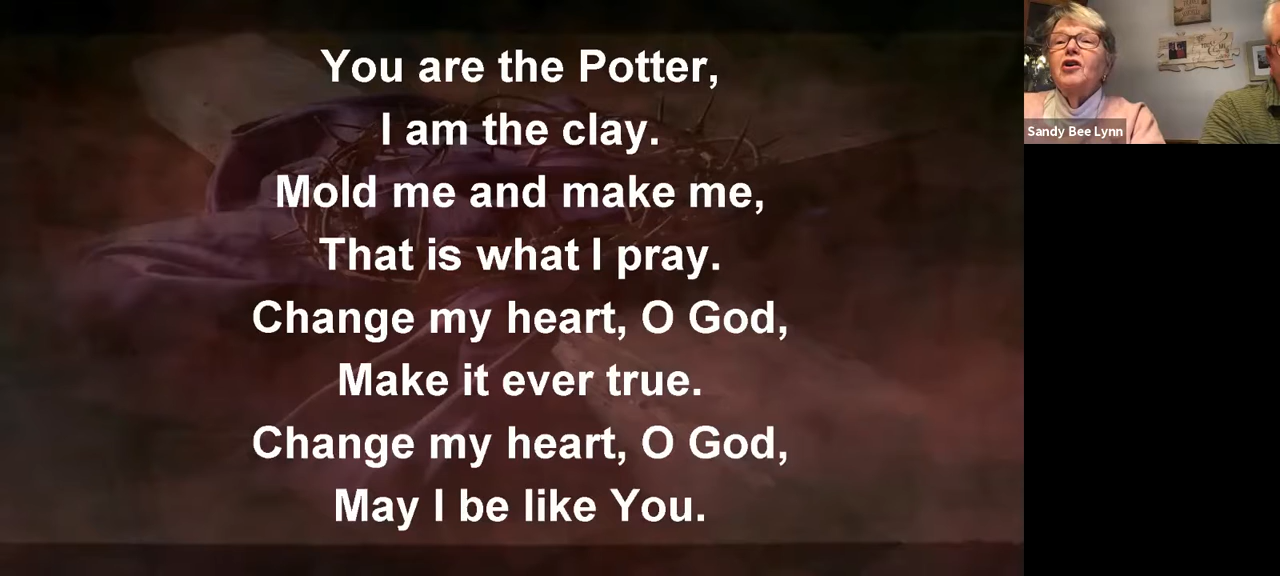 You are the Potter,
I am the clay.
Mold me and make me,
That is what I pray.
Change my heart, O God,
Make it ever true.
Change my heart, O God,
May I be like You.
Sandy Bee Lynn